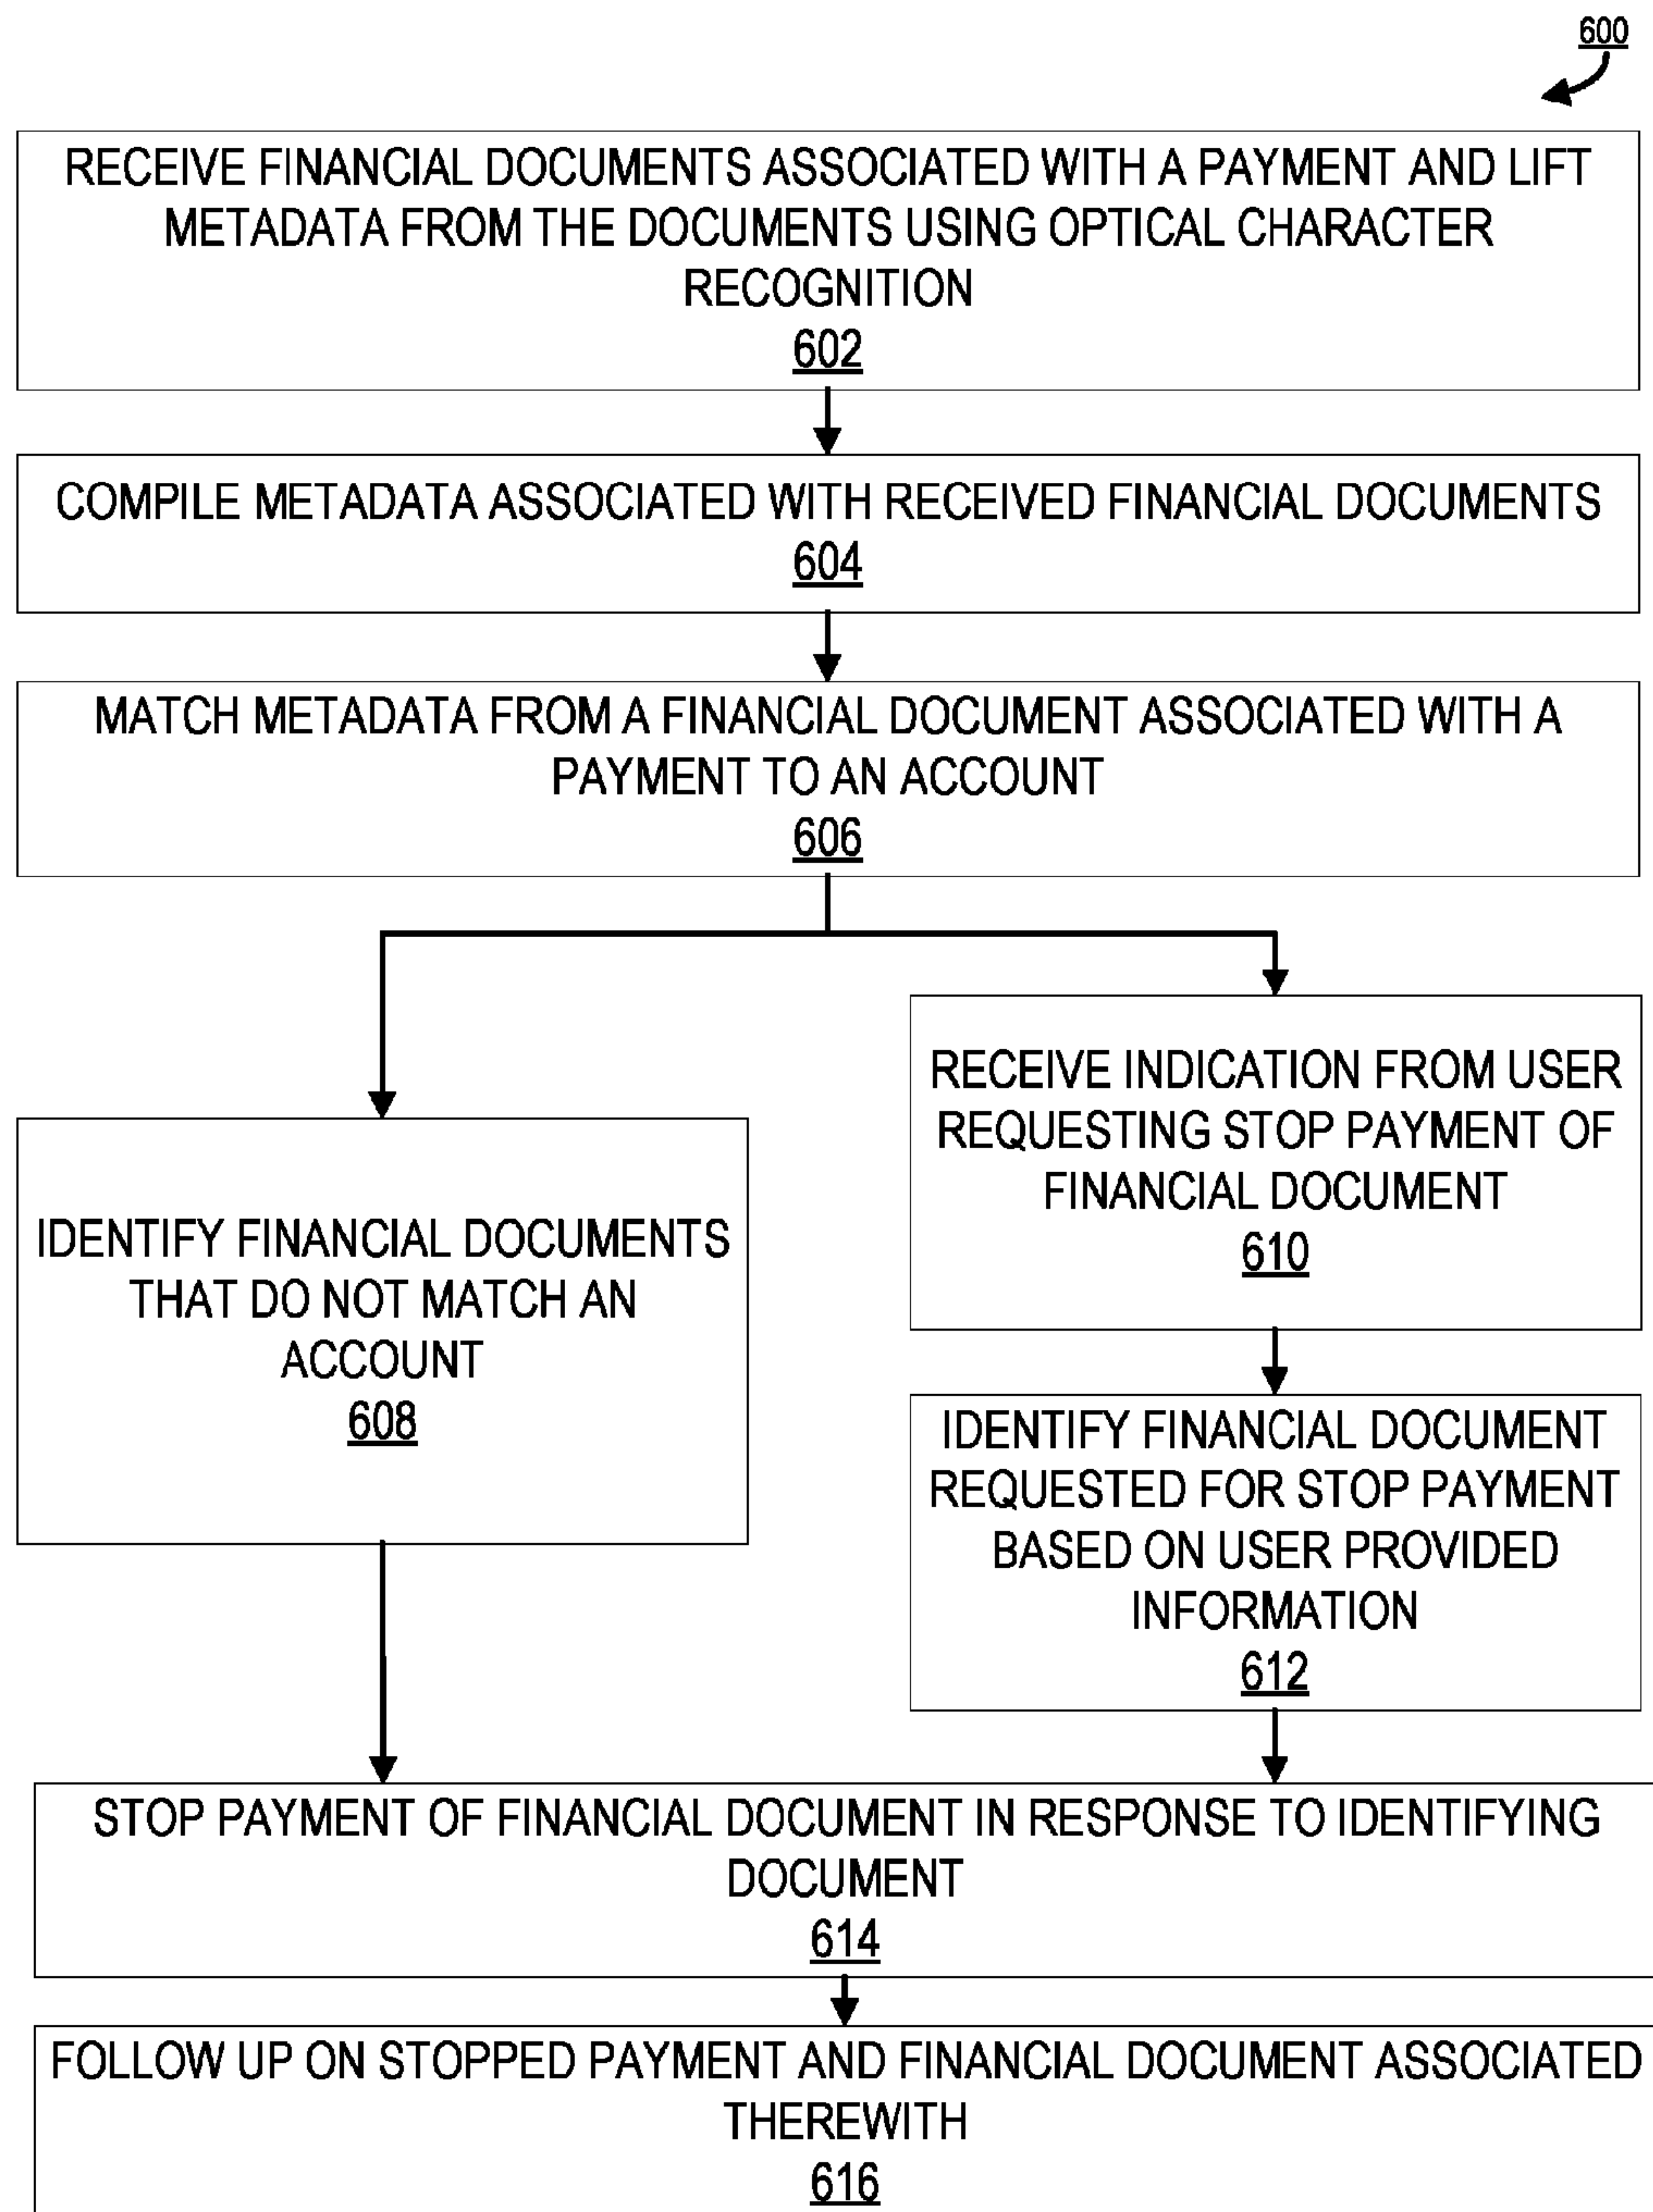 600
RECEIVE FINANCIAL DOCUMENTS ASSOCIATED WITH A PAYMENT AND LIFT
METADATA FROM THE DOCUMENTS USING OPTICAL CHARACTER
RECOGNITION
602
COMPILE METADATA ASSOCIATED WITH RECEIVED FINANCIAL DOCUMENTS
604
MATCH METADATA FROM A FINANCIAL DOCUMENT ASSOCIATED WITH A
PAYMENT TO AN ACCOUNT
606
IDENTIFY FINANCIAL DOCUMENTS
THAT DO NOT MATCH AN
ACCOUNT
608
RECEIVE INDICATION FROM USER
REQUESTING STOP PAYMENT OF
FINANCIAL DOCUMENT
610
IDENTIFY FINANCIAL DOCUMENT
REQUESTED FOR STOP PAYMENT
BASED ON USER PROVIDED
INFORMATION
612
STOP PAYMENT OF FINANCIAL DOCUMENT IN RESPONSE TO IDENTIFYING
DOCUMENT
614
FOLLOW UP ON STOPPED PAYMENT AND FINANCIAL DOCUMENT ASSOCIATED
THEREWITH
616